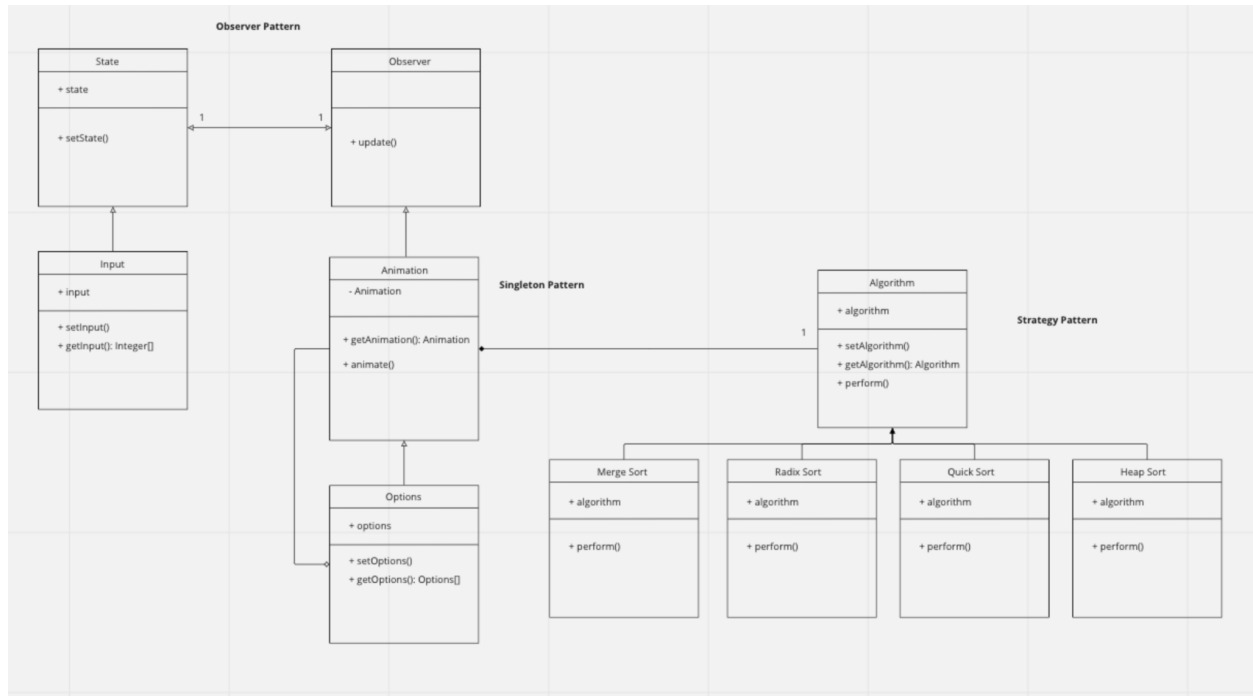 Observer Pattern
State
+ state
+ setState()
1
1
Observer
+ update()
Input
+ input
+ setInput()
+ getInput(): Integer[]
Animation
- Animation
+ getAnimation(): Animation
+ animate()
Singleton Pattern
Options
+ options
+ setOptions()
+ getOptions(): Options[]
1
Algorithm
+ algorithm
+ setAlgorithm()
+ getAlgorithm(): Algorithm
+ perform()
Strategy Pattern
Merge Sort
+ algorithm
+ perform()
Radix Sort
+ algorithm
+ perform()
Quick Sort
+ algorithm
+ perform()
Heap Sort
+ algorithm
+ perform()